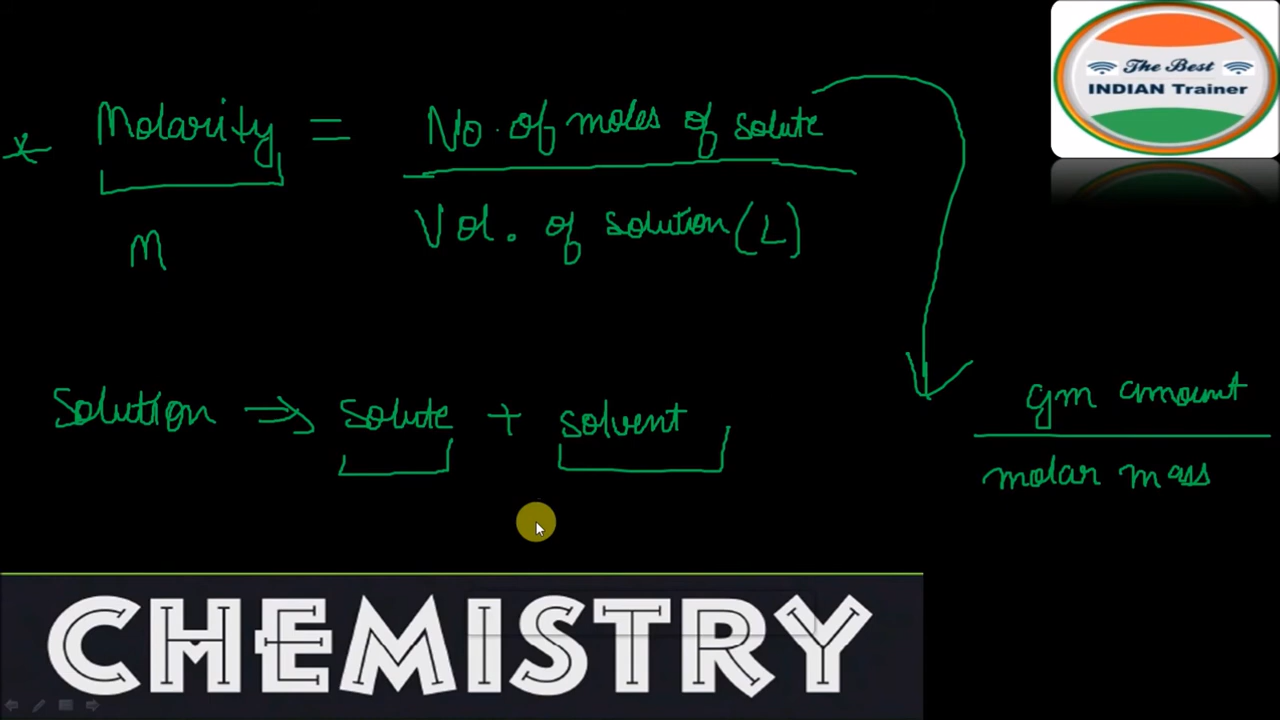 The Best
INDIAN Trainer
* Molarity = No. of moles of solute
Vol. of solution (L)
M
Solution ⇒ Solute + solvent
gm amount
molar mass
CHEMISTRY